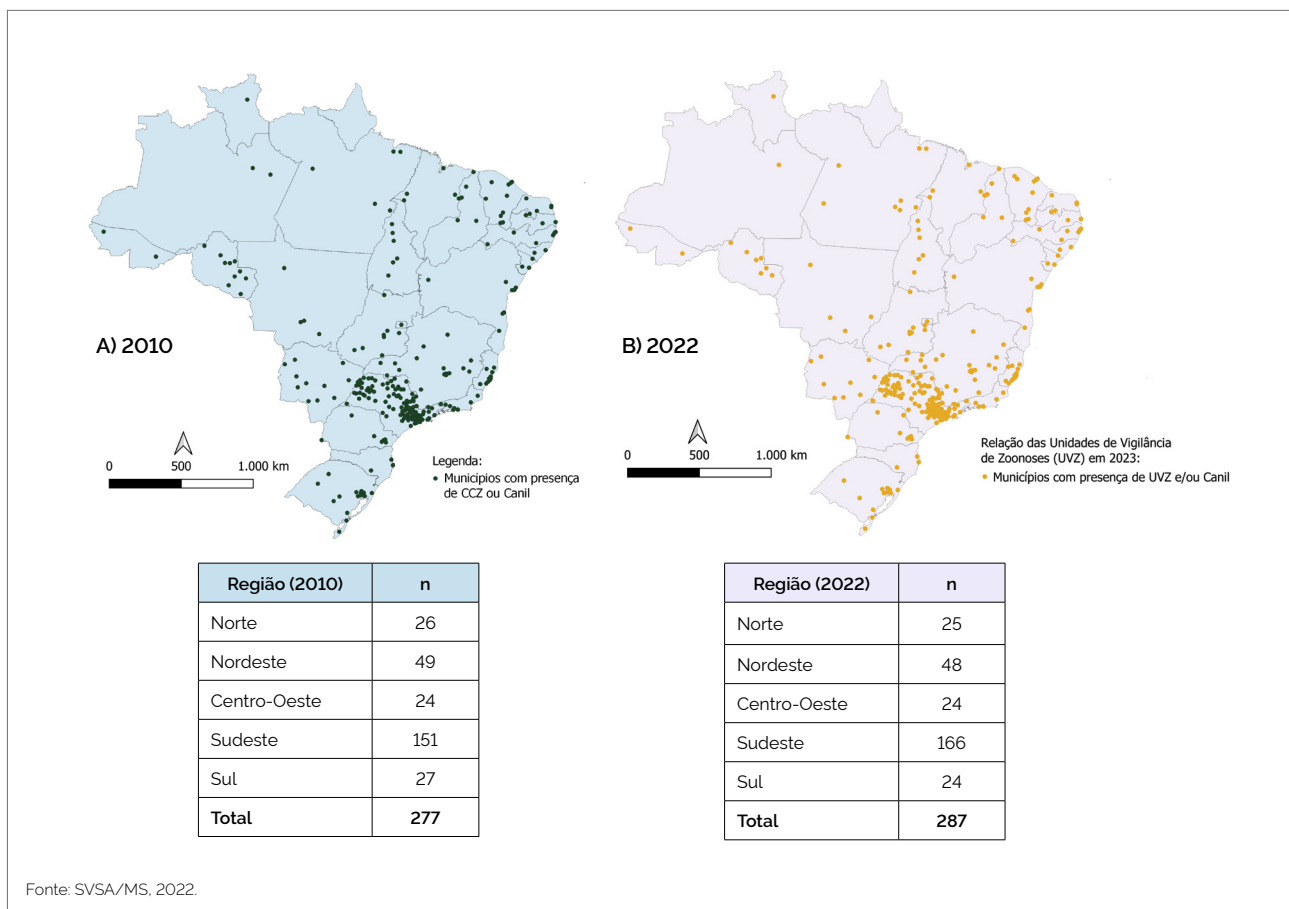 A) 2010
0 500 1.000 km
Legenda:
Municípios com presença
de CCZ ou Canil
B) 2022
0 500 1.000 km
Relação das Unidades de Vigilância
de Zoonoses (UVZ) em 2023:
Municípios com presença de UVZ e/ou Canil
Região (2010) n
Norte 26
Nordeste 49
Centro-Oeste 24
Sudeste 151
Sul 27
Total 277
Região (2022) n
Norte 25
Nordeste 48
Centro-Oeste 24
Sudeste 166
Sul 24
Total 287
Fonte: SVSA/MS, 2022.